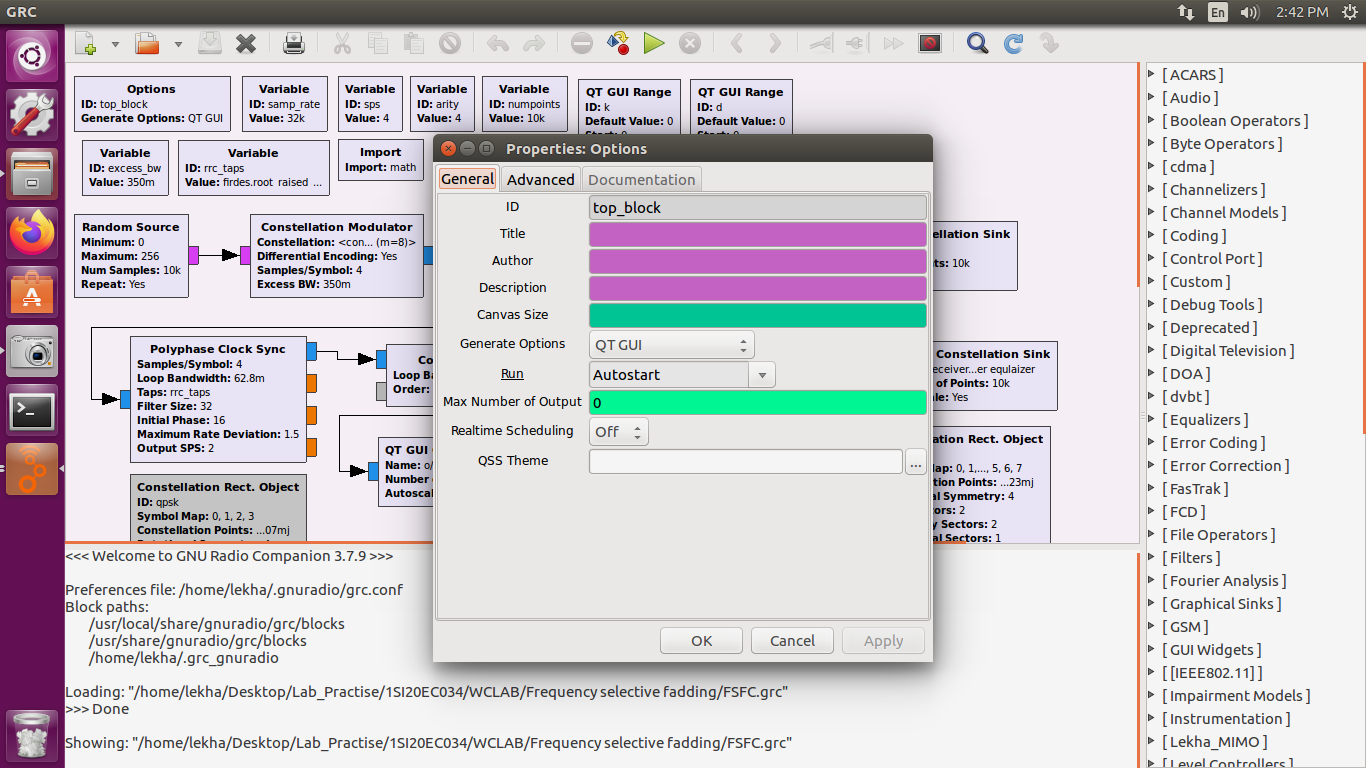 GRC
En
2:42 PM
Options
ID: top_block
Generate Options: QT GUI
Variable
ID: samp_rate
Value: 32k
Variable
ID: sps
Value: 4
Variable
ID: arity
Value: 4
Variable
ID: numpoints
Value: 10k
QT GUI Range
ID: k
Default Value: 0
QT GUI Range
ID: d
Default Value: 0
Variable
ID: excess_bw
Value: 350m
Variable
ID: rrc_taps
Value: firdes.root_raised_...
Import
Import: math
Random Source
Minimum: 0
Maximum: 256
Num Samples: 10k
Repeat: Yes
Constellation Modulator
Constellation: <con... (m=8)>
Differential Encoding: Yes
Samples/Symbol: 4
Excess BW: 350m
ellation Sink
ts: 10k
Polyphase Clock Sync
Samples/Symbol: 4
Loop Bandwidth: 62.8m
Taps: rrc_taps
Filter Size: 32
Initial Phase: 16
Maximum Rate Deviation: 1.5
Output SPS: 2
Co
Loop Ba
Order:
QT GUI
Name: o/
Number
Autoscal
Constellation Sink
eceiver...er equlaizer
of Points: 10k
ale: Yes
ation Rect. Object
ap: 0, 1,..., 5, 6, 7
tion Points: ...23mj
al Symmetry: 4
tors: 2
y Sectors: 2
al Sectors: 1
Constellation Rect. Object
ID: qpsk
Symbol Map: 0, 1, 2, 3
Constellation Points: ...07mj
Properties: Options
General
Advanced
Documentation
ID
top_block
Title
Author
Description
Canvas Size
Generate Options
QT GUI
Run
Autostart
Max Number of Output
0
Realtime Scheduling
Off
QSS Theme
...
OK
Cancel
Apply
<<< Welcome to GNU Radio Companion 3.7.9 >>>
Preferences file: /home/lekha/.gnuradio/grc.conf
Block paths:
/usr/local/share/gnuradio/grc/blocks
/usr/share/gnuradio/grc/blocks
/home/lekha/.grc_gnuradio
Loading: "/home/lekha/Desktop/Lab_Practise/1SI20EC034/WCLAB/Frequency selective fadding/FSFC.grc"
>>> Done
Showing: "/home/lekha/Desktop/Lab_Practise/1SI20EC034/WCLAB/Frequency selective fadding/FSFC.grc"
[ ACARS ]
[ Audio ]
[ Boolean Operators ]
[ Byte Operators ]
[ cdma ]
[ Channelizers ]
[ Channel Models ]
[ Coding ]
[ Control Port ]
[ Custom ]
[ Debug Tools ]
[ Deprecated ]
[ Digital Television ]
[ DOA ]
[ dvbt ]
[ Equalizers ]
[ Error Coding ]
[ Error Correction ]
[ FasTrak ]
[ FCD ]
[ File Operators ]
[ Filters ]
[ Fourier Analysis ]
[ Graphical Sinks ]
[ GSM ]
[ GUI Widgets ]
[ [IEEE802.11] ]
[ Impairment Models ]
[ Instrumentation ]
[ Lekha_MIMO ]
[ Level Controllers ]